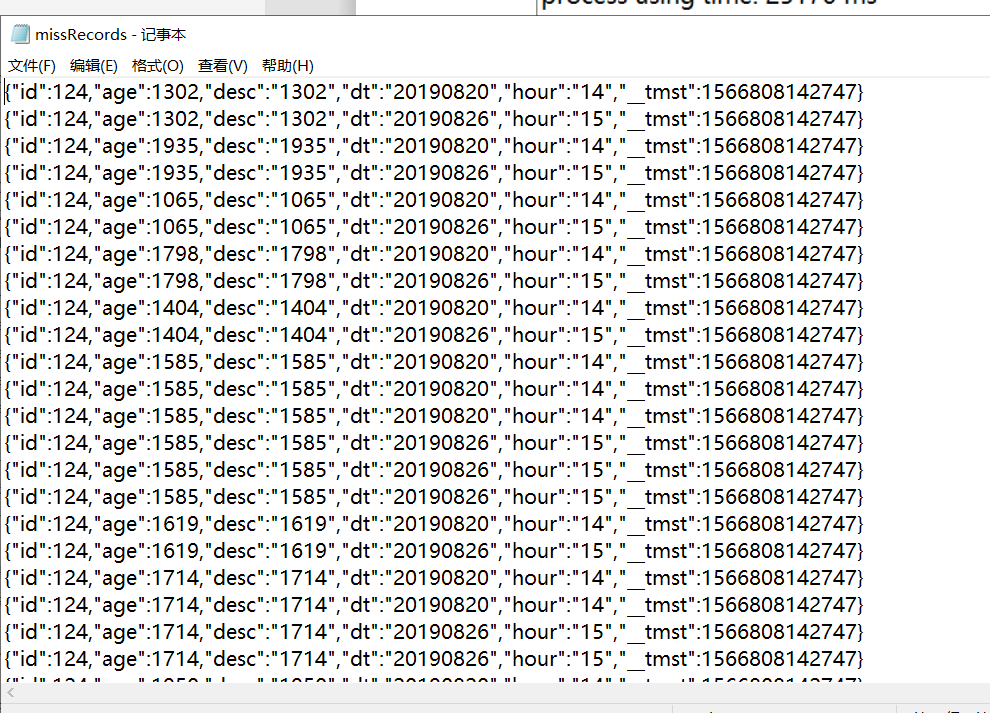 process using time: 29176 ms
missRecords - 记事本
文件(F) 编辑(E) 格式(O) 查看(V) 帮助(H)
{"id":124,"age":1302,"desc":"1302","dt":"20190820","hour":"14","__tmst":1566808142747}
{"id":124,"age":1302,"desc":"1302","dt":"20190826","hour":"15","__tmst":1566808142747}
{"id":124,"age":1935,"desc":"1935","dt":"20190820","hour":"14","__tmst":1566808142747}
{"id":124,"age":1935,"desc":"1935","dt":"20190826","hour":"15","__tmst":1566808142747}
{"id":124,"age":1065,"desc":"1065","dt":"20190820","hour":"14","__tmst":1566808142747}
{"id":124,"age":1065,"desc":"1065","dt":"20190826","hour":"15","__tmst":1566808142747}
{"id":124,"age":1798,"desc":"1798","dt":"20190820","hour":"14","__tmst":1566808142747}
{"id":124,"age":1798,"desc":"1798","dt":"20190826","hour":"15","__tmst":1566808142747}
{"id":124,"age":1404,"desc":"1404","dt":"20190820","hour":"14","__tmst":1566808142747}
{"id":124,"age":1404,"desc":"1404","dt":"20190826","hour":"15","__tmst":1566808142747}
{"id":124,"age":1585,"desc":"1585","dt":"20190820","hour":"14","__tmst":1566808142747}
{"id":124,"age":1585,"desc":"1585","dt":"20190820","hour":"14","__tmst":1566808142747}
{"id":124,"age":1585,"desc":"1585","dt":"20190820","hour":"14","__tmst":1566808142747}
{"id":124,"age":1585,"desc":"1585","dt":"20190826","hour":"15","__tmst":1566808142747}
{"id":124,"age":1585,"desc":"1585","dt":"20190826","hour":"15","__tmst":1566808142747}
{"id":124,"age":1585,"desc":"1585","dt":"20190826","hour":"15","__tmst":1566808142747}
{"id":124,"age":1619,"desc":"1619","dt":"20190820","hour":"14","__tmst":1566808142747}
{"id":124,"age":1619,"desc":"1619","dt":"20190826","hour":"15","__tmst":1566808142747}
{"id":124,"age":1714,"desc":"1714","dt":"20190820","hour":"14","__tmst":1566808142747}
{"id":124,"age":1714,"desc":"1714","dt":"20190820","hour":"14","__tmst":1566808142747}
{"id":124,"age":1714,"desc":"1714","dt":"20190826","hour":"15","__tmst":1566808142747}
{"id":124,"age":1714,"desc":"1714","dt":"20190826","hour":"15","__tmst":1566808142747}